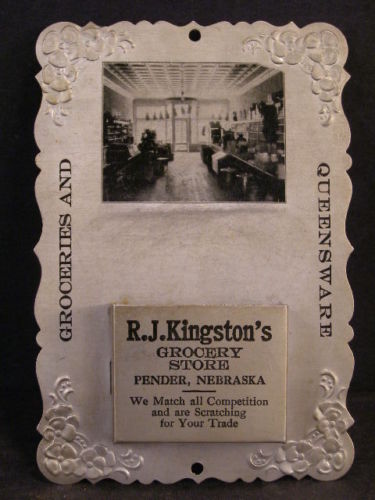 GROCERIES AND
QUEENSWARE
R.J.Kingston's
GROCERY
STORE
PENDER, NEBRASKA
We Match all Competition
and are Scratching
for Your Trade